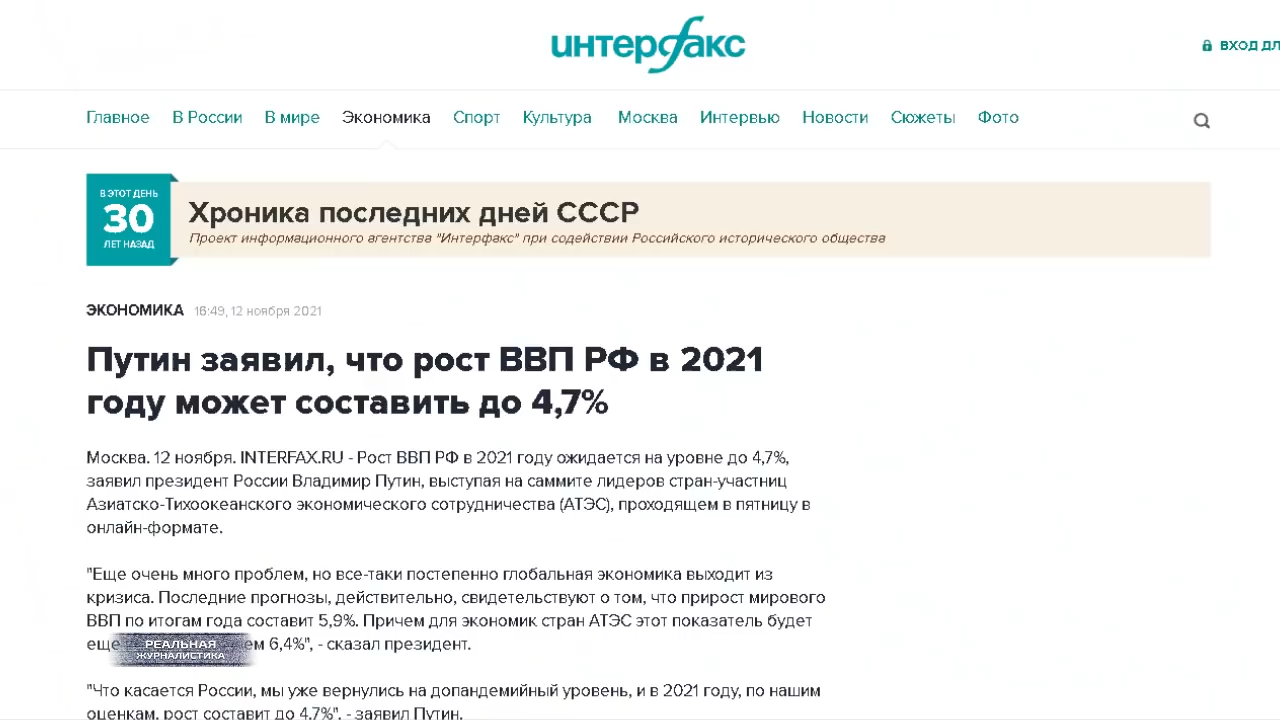 интерфакс
ВХОД ДЛ
Главное В России В мире Экономика Спорт Культура Москва Интервью Новости Сюжеты Фото
В ЭТОТ ДЕНЬ
30
ЛЕТ НАЗАД
Хроника последних дней СССР
Проект информационного агентства "Интерфакс" при содействии Российского исторического общества
ЭКОНОМИКА 16:49, 12 ноября 2021
Путин заявил, что рост ВВП РФ в 2021
году может составить до 4,7%
Москва. 12 ноября. INTERFAX.RU - Рост ВВП РФ в 2021 году ожидается на уровне до 4,7%,
заявил президент России Владимир Путин, выступая на саммите лидеров стран-участниц
Азиатско-Тихоокеанского экономического сотрудничества (АТЭС), проходящем в пятницу в
онлайн-формате.
"Еще очень много проблем, но все-таки постепенно глобальная экономика выходит из
кризиса. Последние прогнозы, действительно, свидетельствуют о том, что прирост мирового
ВВП по итогам года составит 5,9%. Причем для экономик стран АТЭС этот показатель будет
еще 6,4%", - сказал президент.
РЕАЛЬНАЯ
ЖУРНАЛИСТИКА
"Что касается России, мы уже вернулись на допандемийный уровень, и в 2021 году, по нашим
оценкам, рост составит до 4,7%", - заявил Путин.